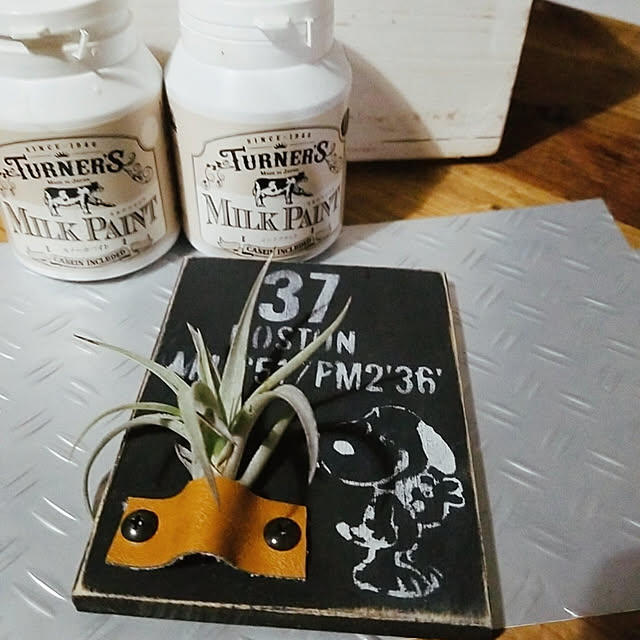 SINCE-1946
TURNER'S
Made in Japan
MILK PAINT
CASEIN INCLUDED
SINCE-1946
TURNER'S
Made in Japan
MILK PAINT
CASEIN INCLUDED
37
BOSTON
PM2'36'